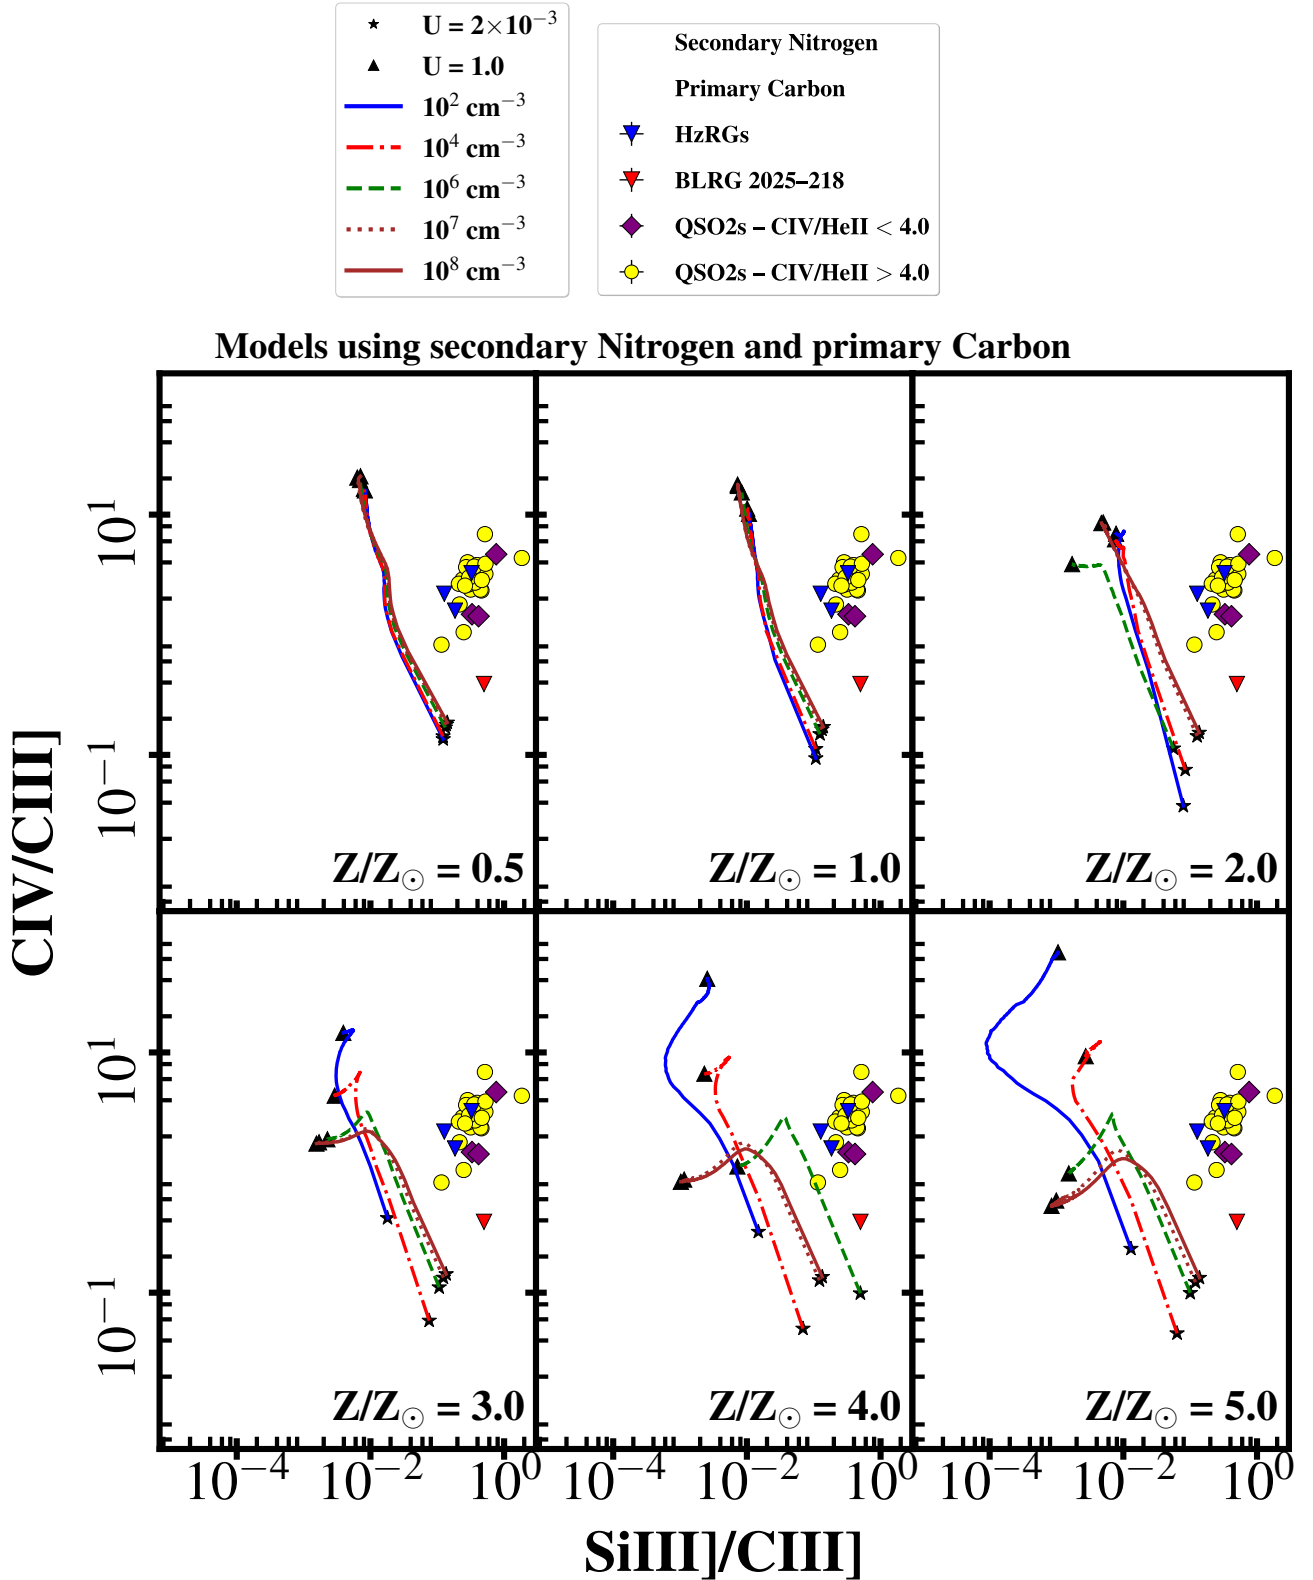 U = 2×10⁻³
U = 1.0
10² cm⁻³
10⁴ cm⁻³
10⁶ cm⁻³
10⁷ cm⁻³
10⁸ cm⁻³
Secondary Nitrogen
Primary Carbon
HzRGs
BLRG 2025–218
QSO2s – CIV/HeII < 4.0
QSO2s – CIV/HeII > 4.0
Models using secondary Nitrogen and primary Carbon
CIV/CIII]
10¹
10⁻¹
Z/Z☉ = 0.5
Z/Z☉ = 1.0
Z/Z☉ = 2.0
10¹
10⁻¹
Z/Z☉ = 3.0
Z/Z☉ = 4.0
Z/Z☉ = 5.0
10⁻⁴ 10⁻² 10⁰ 10⁻⁴ 10⁻² 10⁰ 10⁻⁴ 10⁻² 10⁰
SiIII]/CIII]